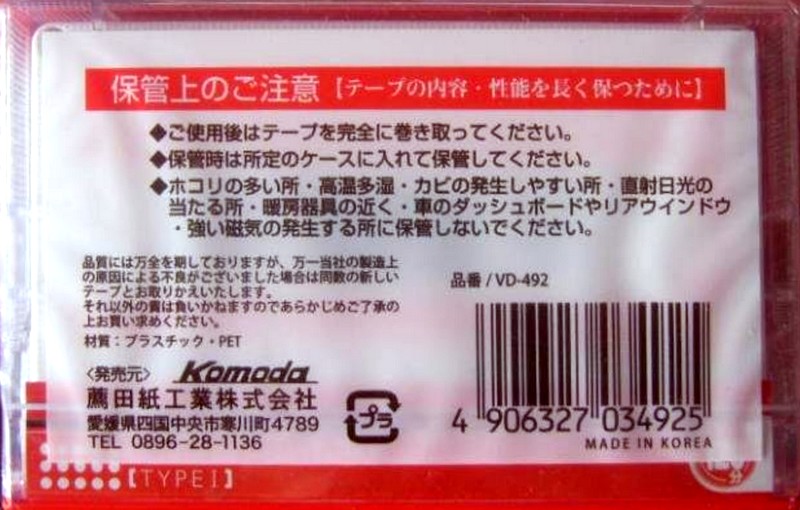 保管上のご注意【テープの内容・性能を長く保つために】
◆ご使用後はテープを完全に巻き取ってください。
◆保管時は所定のケースに入れて保管してください。
◆ホコリの多い所・高温多湿・カビの発生しやすい所・直射日光の
当たる所・暖房器具の近く・車のダッシュボードやリアウインドウ
・強い磁気の発生する所に保管しないでください。
品質には万全を期しておりますが、万一当社の製造上
の原因による不良がございました場合は同数の新しい
テープとお取りかえいたします。
それ以外の責は負いかねますのであらかじめご了承の
上お買い求めください。
材質：プラスチック・PET
品番/VD-492
〈発売元〉 Komoda
薦田紙工業株式会社
愛媛県四国中央市寒川町4789
TEL 0896-28-1136
プラ
4 906327 034925
MADE IN KOREA
【TYPE I】